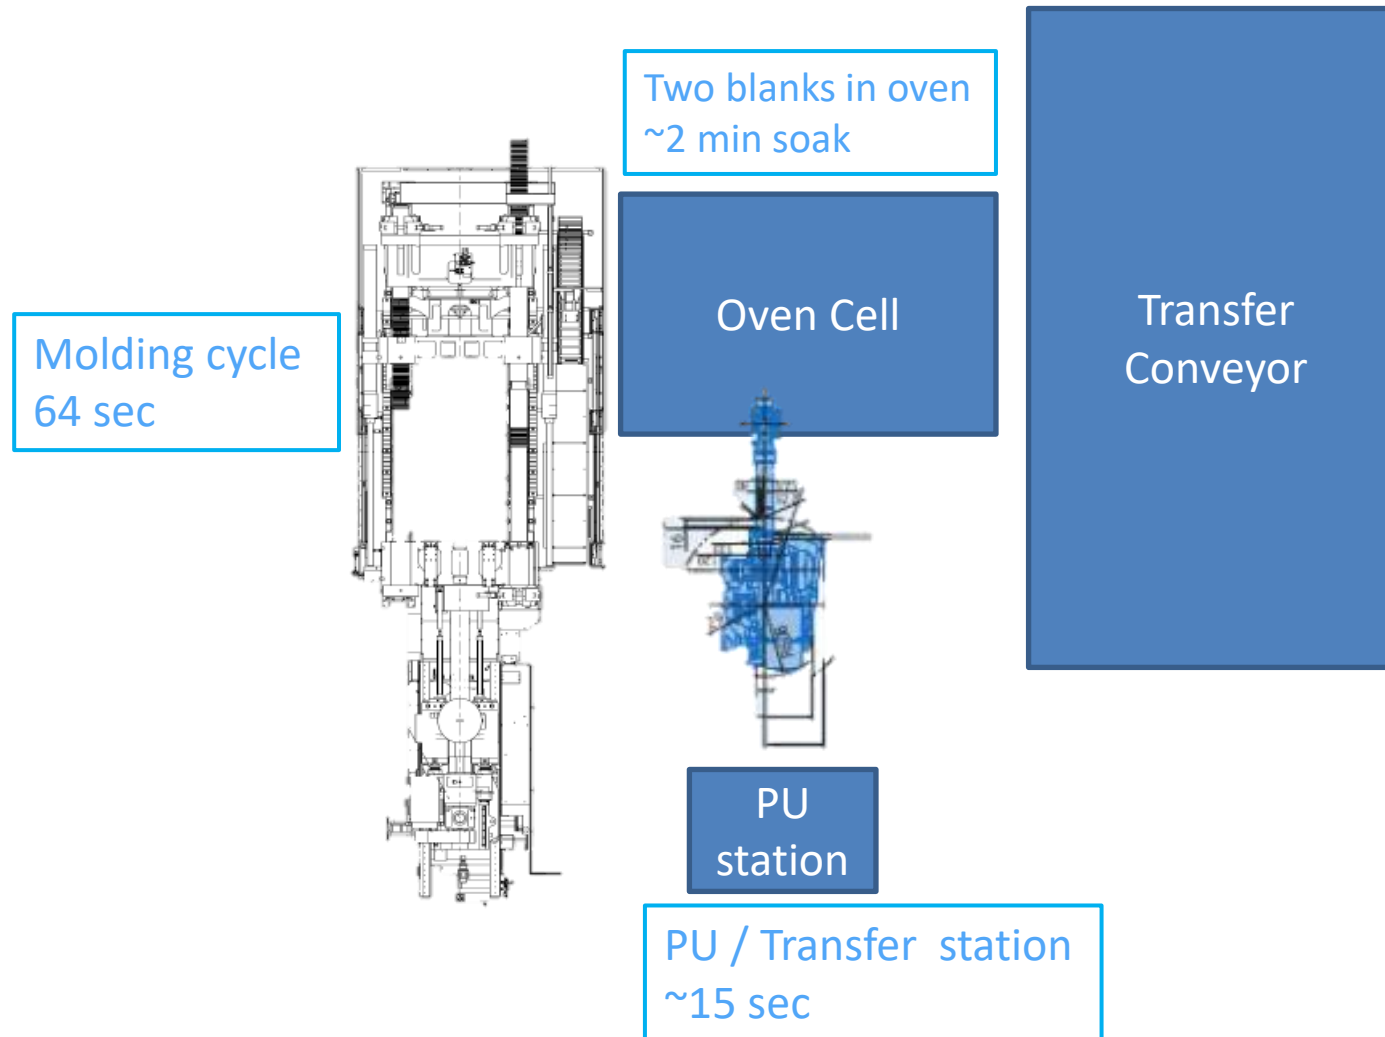 Two blanks in oven
~2 min soak
Oven Cell
Transfer
Conveyor
Molding cycle
64 sec
PU
station
PU / Transfer  station
~15 sec